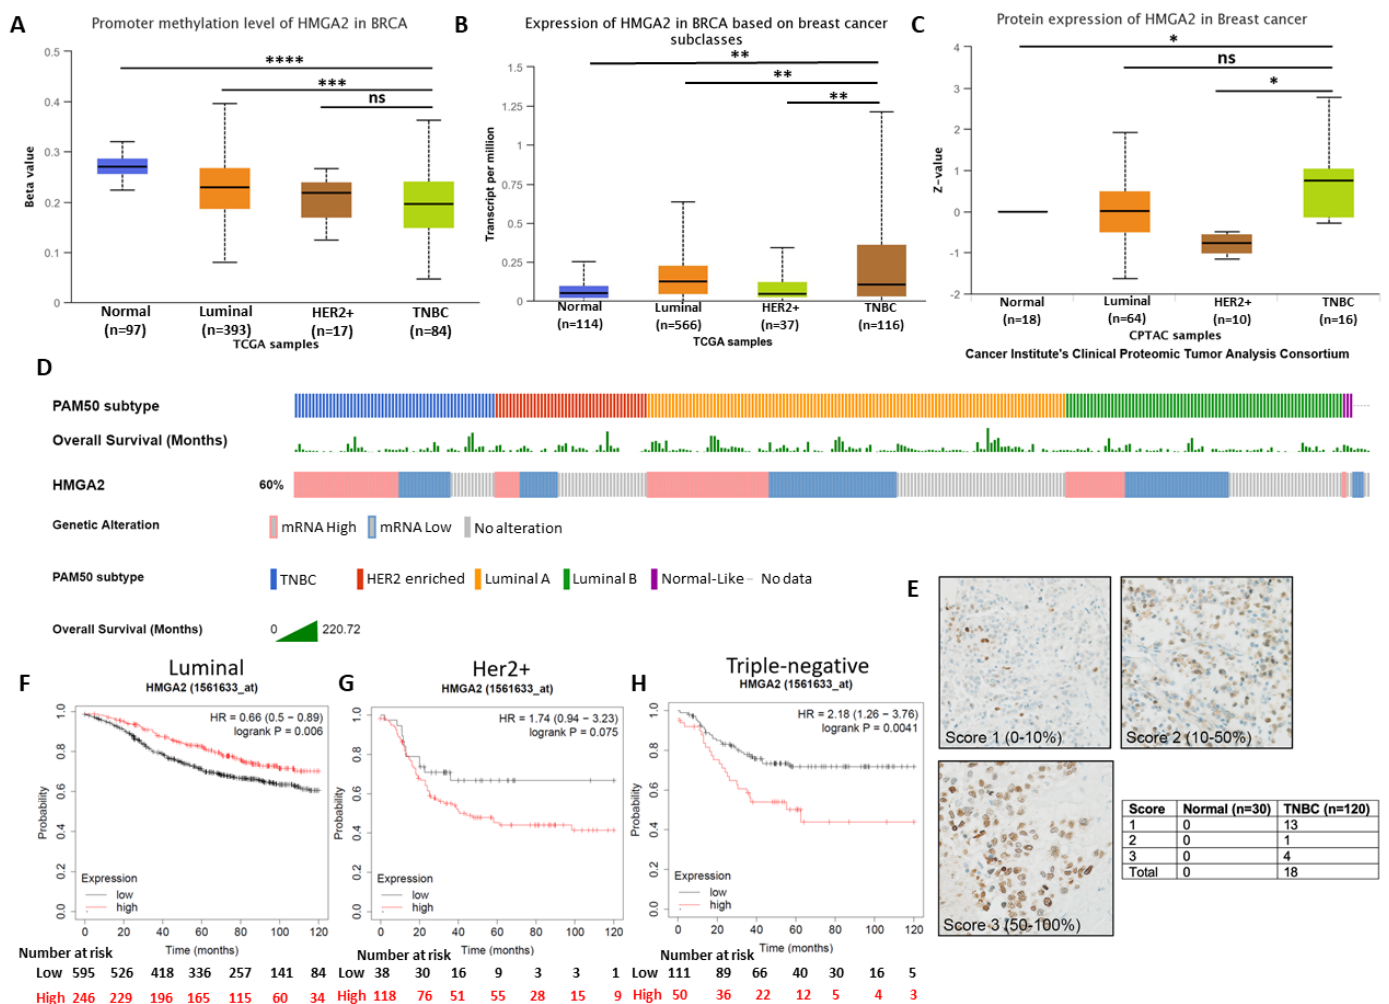 A
Promoter methylation level of HMGA2 in BRCA
****
***
ns
Beta value
0.5
0.4
0.3
0.2
0.1
0
Normal
(n=97)
Luminal
(n=393)
HER2+
(n=17)
TNBC
(n=84)
TCGA samples
B
Expression of HMGA2 in BRCA based on breast cancer
subclasses
**
**
**
Transcript per million
1.5
1.25
1
0.75
0.5
0.25
0
Normal
(n=114)
Luminal
(n=566)
HER2+
(n=37)
TNBC
(n=116)
TCGA samples
C
Protein expression of HMGA2 in Breast cancer
*
ns
*
Z-value
4
3
2
1
0
-1
-2
Normal
(n=18)
Luminal
(n=64)
HER2+
(n=10)
TNBC
(n=16)
CPTAC samples
Cancer Institute's Clinical Proteomic Tumor Analysis Consortium
D
PAM50 subtype
Overall Survival (Months)
HMGA2 60%
Genetic Alteration mRNA High mRNA Low No alteration
PAM50 subtype TNBC HER2 enriched Luminal A Luminal B Normal-Like No data
Overall Survival (Months) 0 220.72
E
Score 1 (0-10%)
Score 2 (10-50%)
Score 3 (50-100%)
Score Normal (n=30) TNBC (n=120)
1 0 13
2 0 1
3 0 4
Total 0 18
F
Luminal
HMGA2 (1561633_at)
HR = 0.66 (0.5 − 0.89)
logrank P = 0.006
Probability
1.0
0.8
0.6
0.4
0.2
0.0
Expression
low
high
0 20 40 60 80 100 120
Time (months)
Number at risk
Low 595 526 418 336 257 141 84
High 246 229 196 165 115 60 34
G
Her2+
HMGA2 (1561633_at)
HR = 1.74 (0.94 − 3.23)
logrank P = 0.075
Probability
1.0
0.8
0.6
0.4
0.2
0.0
Expression
low
high
0 20 40 60 80 100 120
Time (months)
Number at risk
Low 38 30 16 9 3 3 1
High 118 76 51 55 28 15 9
H
Triple-negative
HMGA2 (1561633_at)
HR = 2.18 (1.26 − 3.76)
logrank P = 0.0041
Probability
1.0
0.8
0.6
0.4
0.2
0.0
Expression
low
high
0 20 40 60 80 100 120
Time (months)
Number at risk
Low 111 89 66 40 30 16 5
High 50 36 22 12 5 4 3